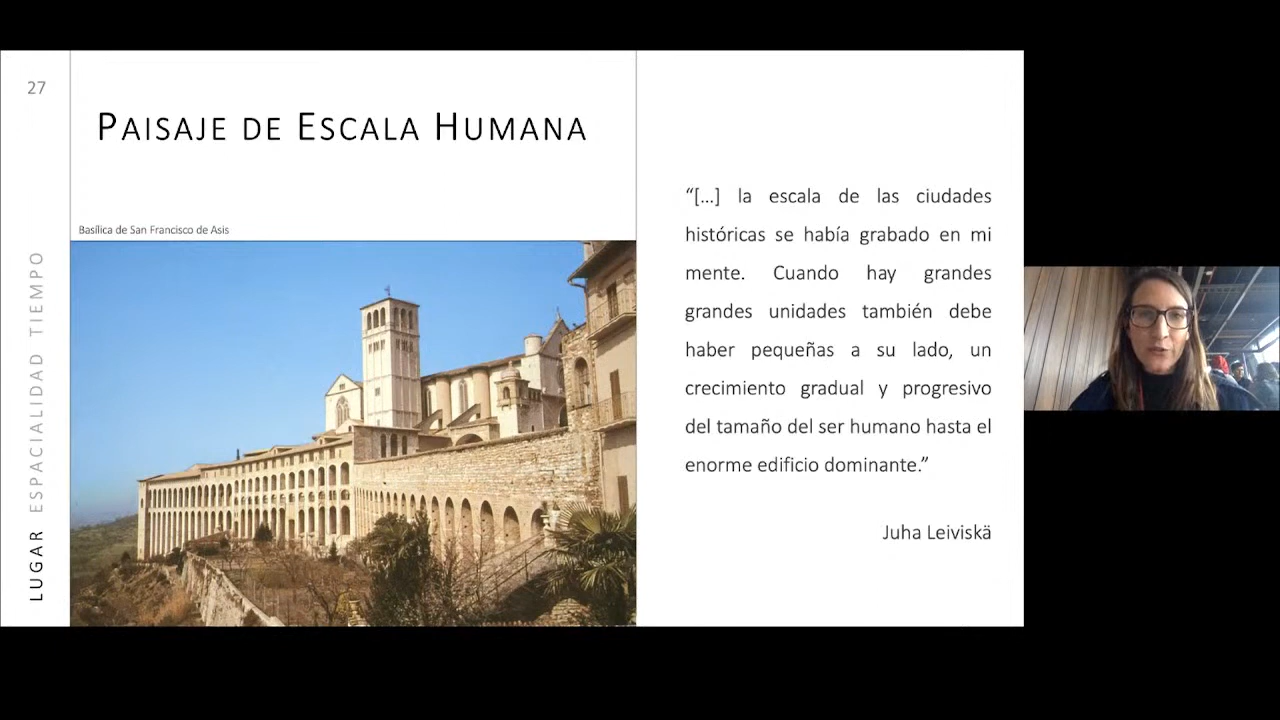 27
PAISAJE DE ESCALA HUMANA
Basílica de San Francisco de Asis
LUGAR ESPACIALIDAD TIEMPO
“[...] la escala de las ciudades
históricas se había grabado en mi
mente. Cuando hay grandes
grandes unidades también debe
haber pequeñas a su lado, un
crecimiento gradual y progresivo
del tamaño del ser humano hasta el
enorme edificio dominante.”
Juha Leiviskä